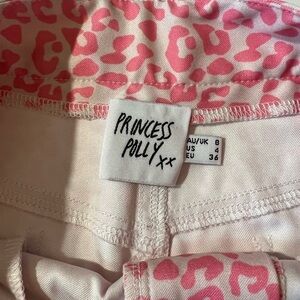 PRINCESS
POLLY xx
AU/UK 8
US 4
EU 36